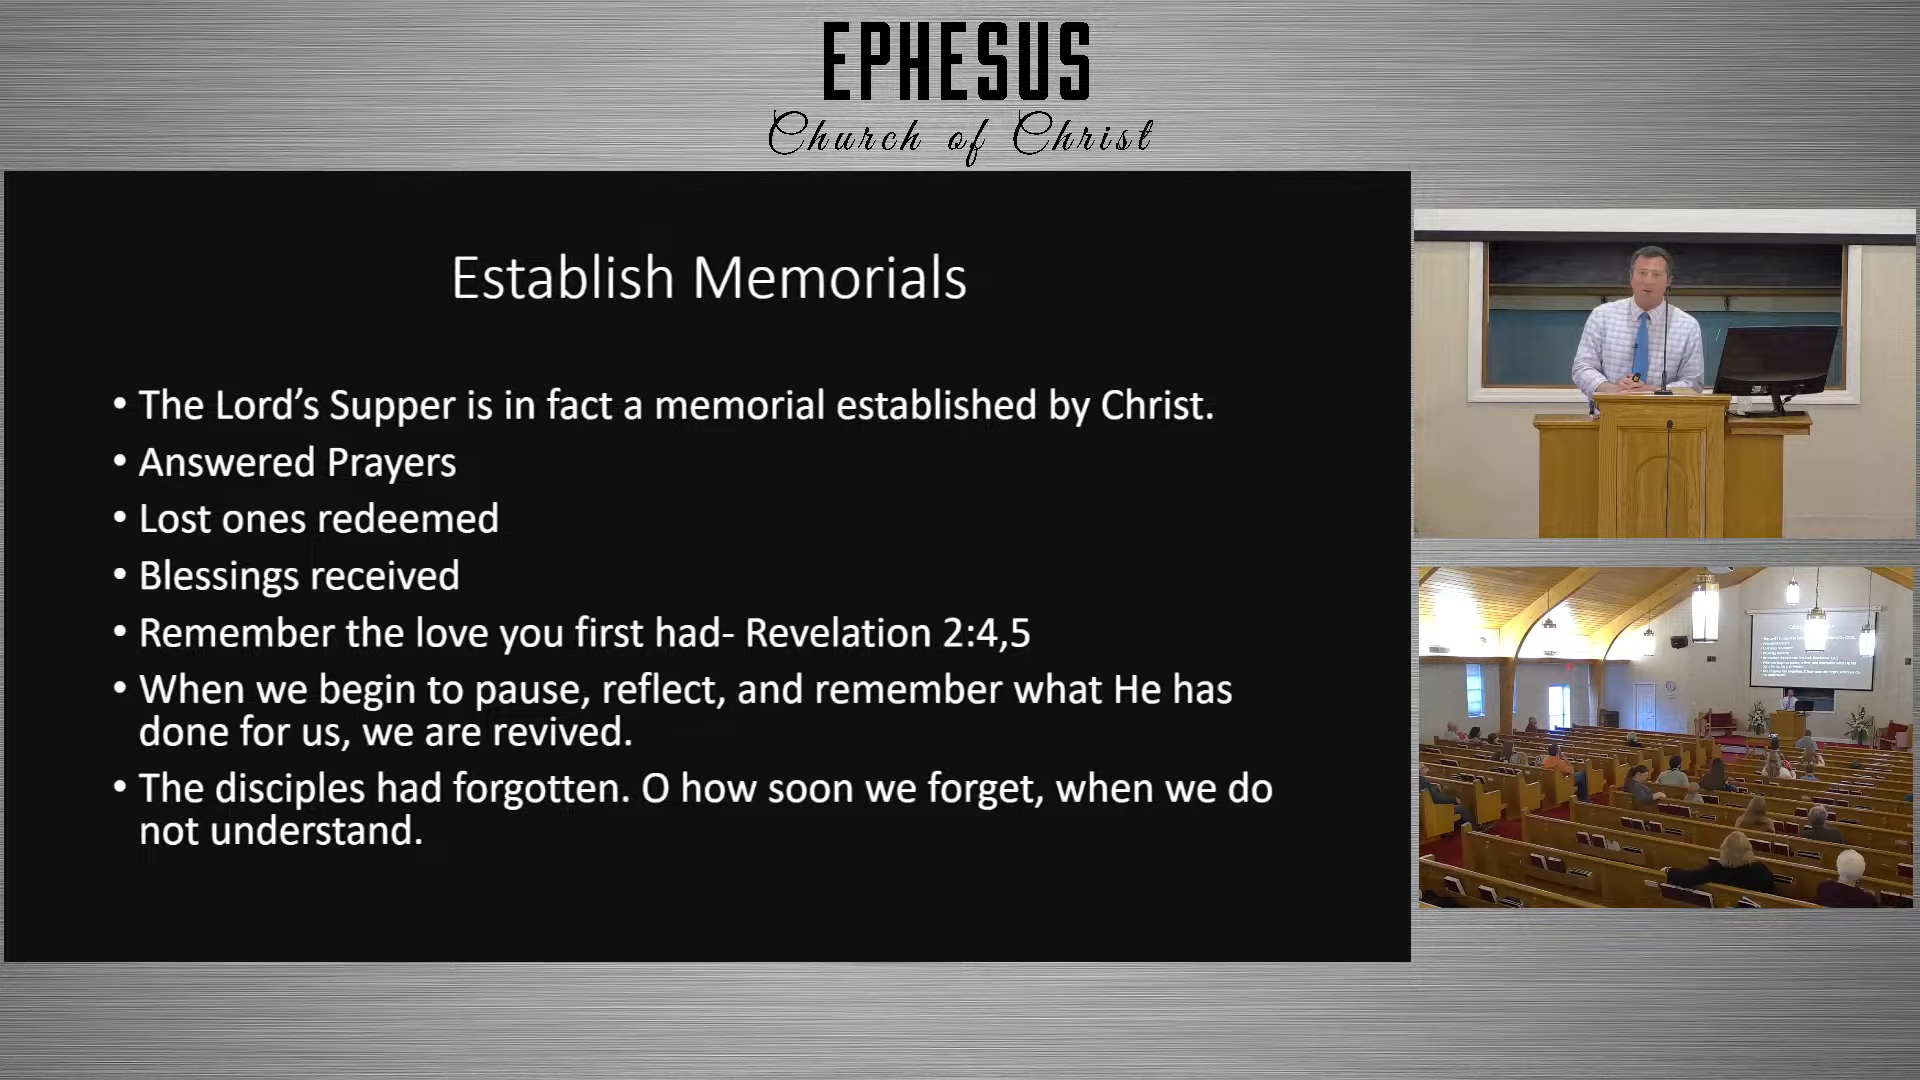 EPHESUS
Church of Christ
Establish Memorials
• The Lord’s Supper is in fact a memorial established by Christ.
• Answered Prayers
• Lost ones redeemed
• Blessings received
• Remember the love you first had- Revelation 2:4,5
• When we begin to pause, reflect, and remember what He has
done for us, we are revived.
• The disciples had forgotten. O how soon we forget, when we do
not understand.